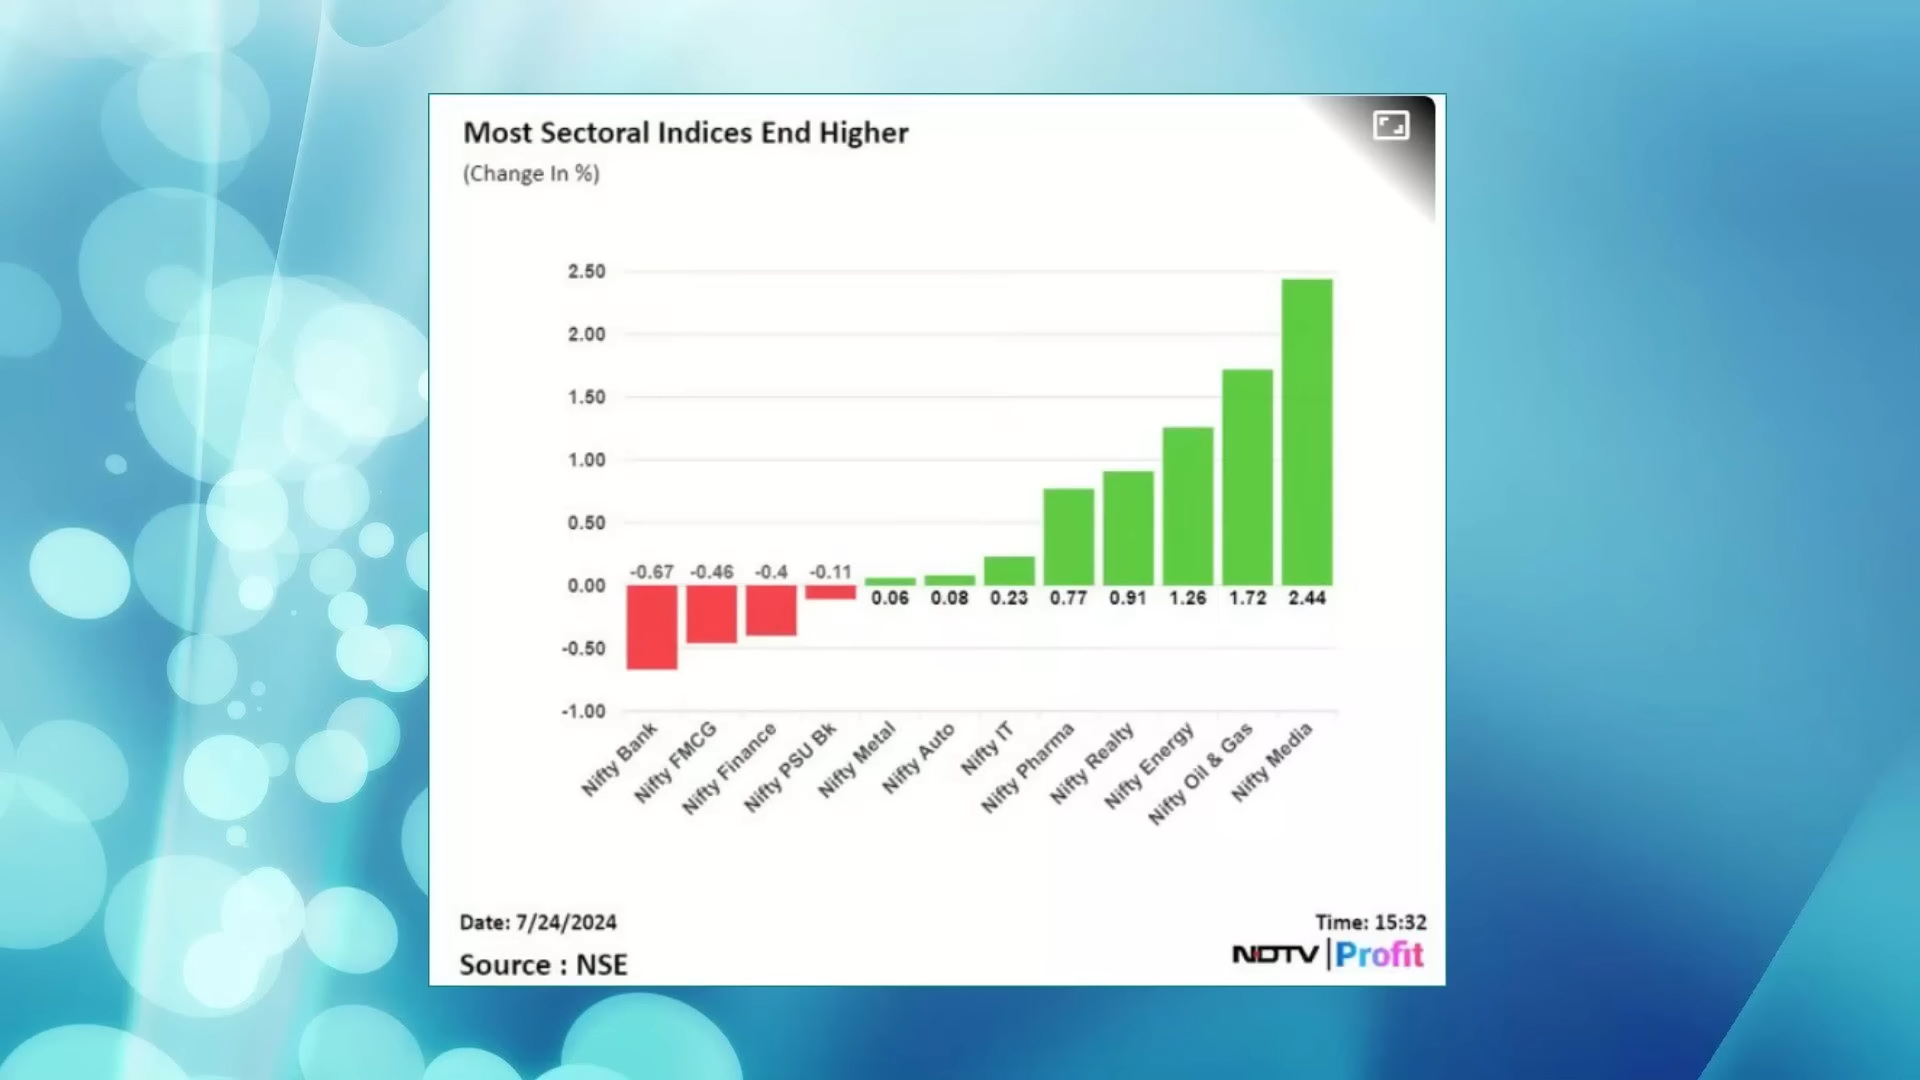 Most Sectoral Indices End Higher
(Change In %)
2.50
2.00
1.50
1.00
0.50
0.00
-0.50
-1.00
-0.67 -0.46 -0.4 -0.11
0.06 0.08 0.23 0.77 0.91 1.26 1.72 2.44
Nifty Bank
Nifty FMCG
Nifty Finance
Nifty PSU Bk
Nifty Metal
Nifty Auto
Nifty IT
Nifty Pharma
Nifty Realty
Nifty Energy
Nifty Oil & Gas
Nifty Media
Date: 7/24/2024
Time: 15:32
Source : NSE
NDTV | Profit